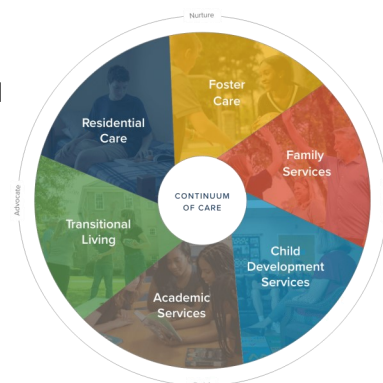 Nurture
Foster
Care
Residential
Care
Family
Services
CONTINUUM
OF CARE
Advocate
Transitional
Living
Child
Development
Services
Academic
Services